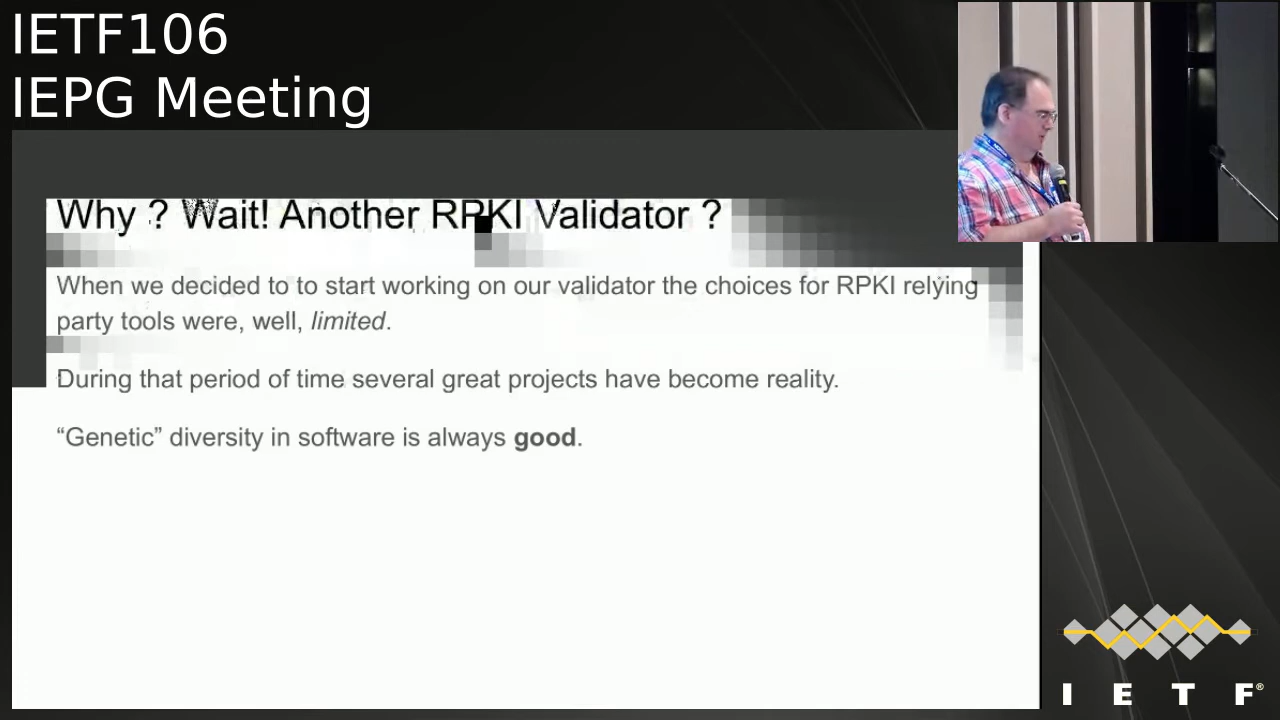 IETF106
IEPG Meeting
Why ? Wait! Another RPKI Validator ?
When we decided to to start working on our validator the choices for RPKI relying
party tools were, well, limited.
During that period of time several great projects have become reality.
“Genetic” diversity in software is always good.
I E T F®